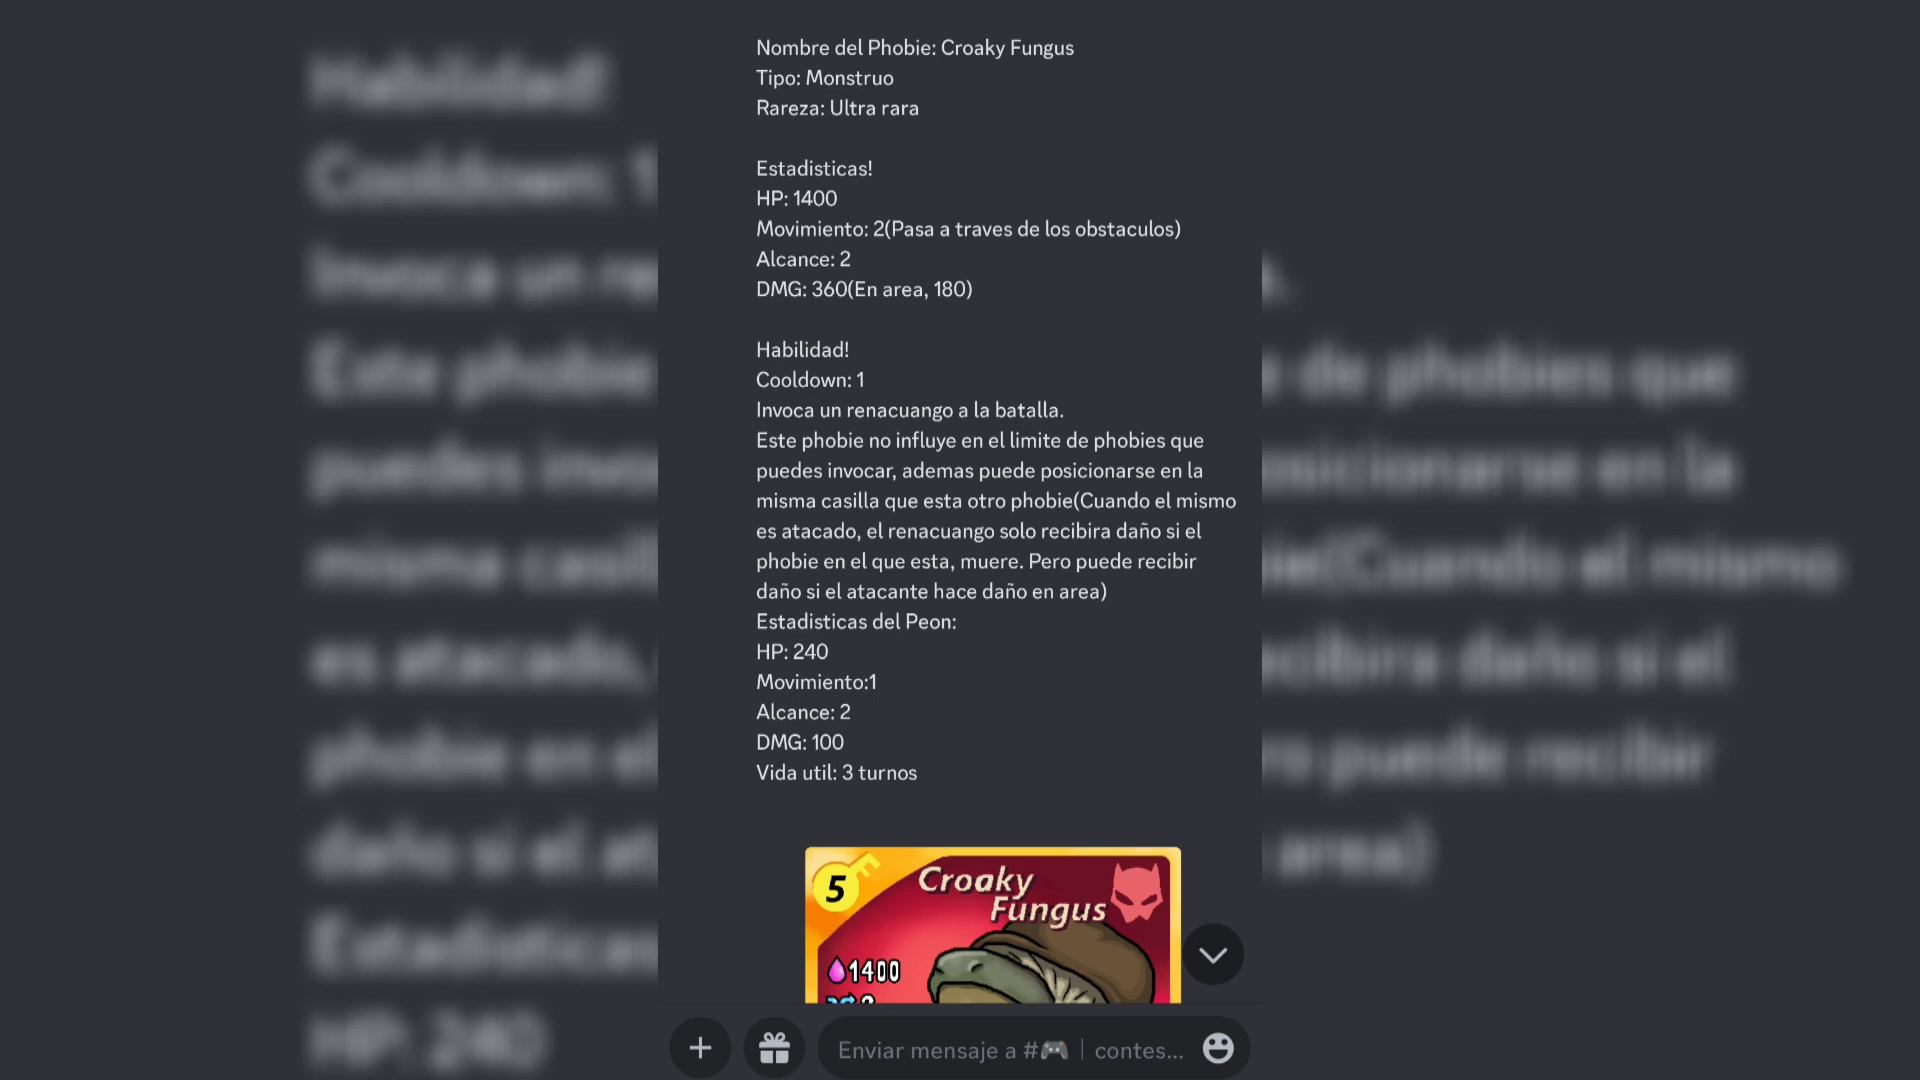 Nombre del Phobie: Croaky Fungus
Tipo: Monstruo
Rareza: Ultra rara
Estadisticas!
HP: 1400
Movimiento: 2(Pasa a traves de los obstaculos)
Alcance: 2
DMG: 360(En area, 180)
Habilidad!
Cooldown: 1
Invoca un renacuango a la batalla.
Este phobie no influye en el limite de phobies que
puedes invocar, ademas puede posicionarse en la
misma casilla que esta otro phobie(Cuando el mismo
es atacado, el renacuango solo recibira daño si el
phobie en el que esta, muere. Pero puede recibir
daño si el atacante hace daño en area)
Estadisticas del Peon:
HP: 240
Movimiento:1
Alcance: 2
DMG: 100
Vida util: 3 turnos
5
Croaky
Fungus
1400
Enviar mensaje a #🎮│contes...